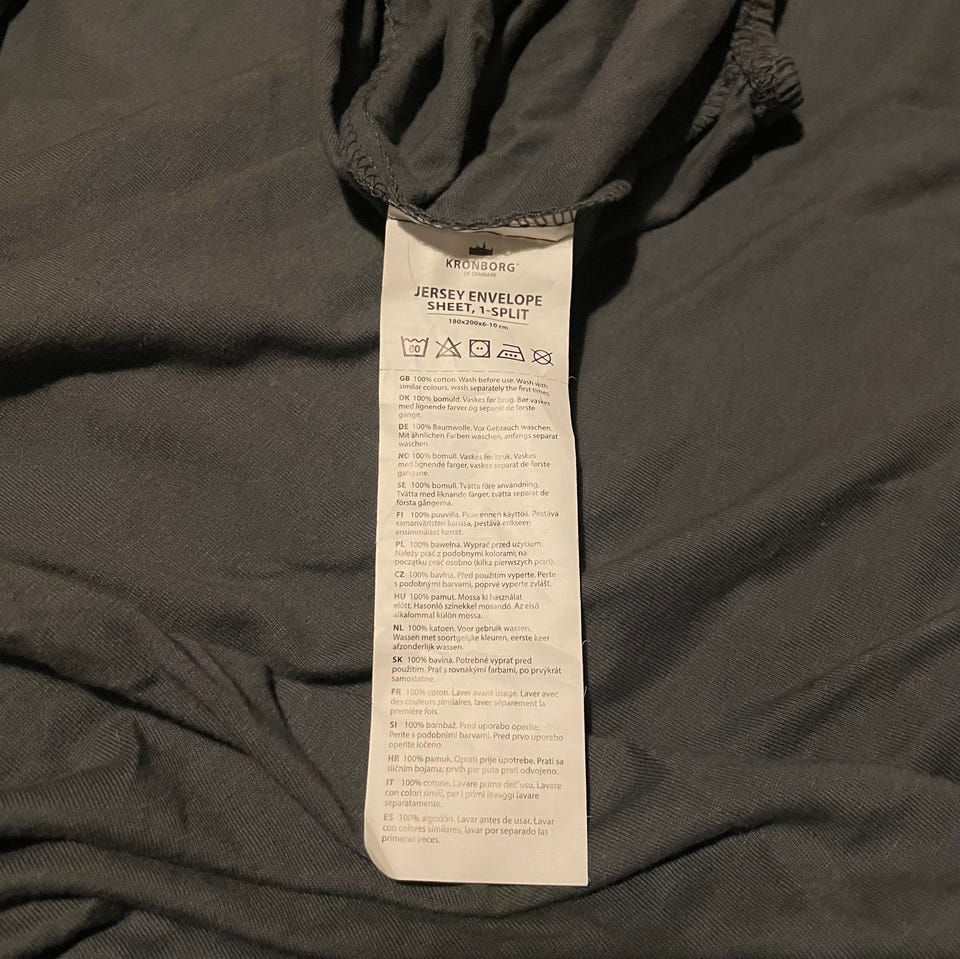 KRONBORG®
OF DENMARK
JERSEY ENVELOPE
SHEET, 1-SPLIT
180x200x6-10 cm
60
GB 100% cotton. Wash before use. Wash with
similar colours, wash separately the first times.
DK 100% bomuld. Vaskes før brug. Bør vaskes
med lignende farver og separat de første
gange.
DE 100% Baumwolle. Vor Gebrauch waschen.
Mit ähnlichen Farben waschen, anfangs separat
waschen.
NO 100% bomull. Vaskes før bruk. Vaskes
med lignende farger, vaskes separat de første
gangene.
SE 100% bomull. Tvätta före användning.
Tvätta med liknande färger, tvätta separat de
första gångerna.
FI 100% puuvilla. Pese ennen käyttöä. Pestävä
samanväristen kanssa, pestävä erikseen
ensimmäiset kerrat.
PL 100% bawełna. Wyprać przed użyciem.
Należy prać z podobnymi kolorami; na
początku prać osobno (kilka pierwszych prań).
CZ 100% bavlna. Před použitím vyperte. Perte
s podobnými barvami, poprvé vyperte zvlášť.
HU 100% pamut. Mossa ki használat
előtt. Hasonló színekkel mosandó. Az első
alkalommal külön mossa.
NL 100% katoen. Voor gebruik wassen.
Wassen met soortgelijke kleuren, eerste keer
afzonderlijk wassen.
SK 100% bavlna. Potrebné vyprať pred
použitím. Prať s rovnakými farbami, po prvýkrát
samostatne.
FR 100% coton. Laver avant usage. Laver avec
des couleurs similaires, laver séparement la
première fois.
SI 100% bombaž. Pred uporabo operite.
Perite s podobnimi barvami. Pred prvo uporabo
operite ločeno.
HR 100% pamuk. Oprati prije upotrebe. Prati sa
sličnim bojama; prvih par puta prati odvojeno.
IT 100% cotone. Lavare prima dell'uso. Lavare
con colori simili, per i primi lavaggi lavare
separatamente.
ES 100% algodón. Lavar antes de usar. Lavar
con colores similares, lavar por separado las
primeras veces.